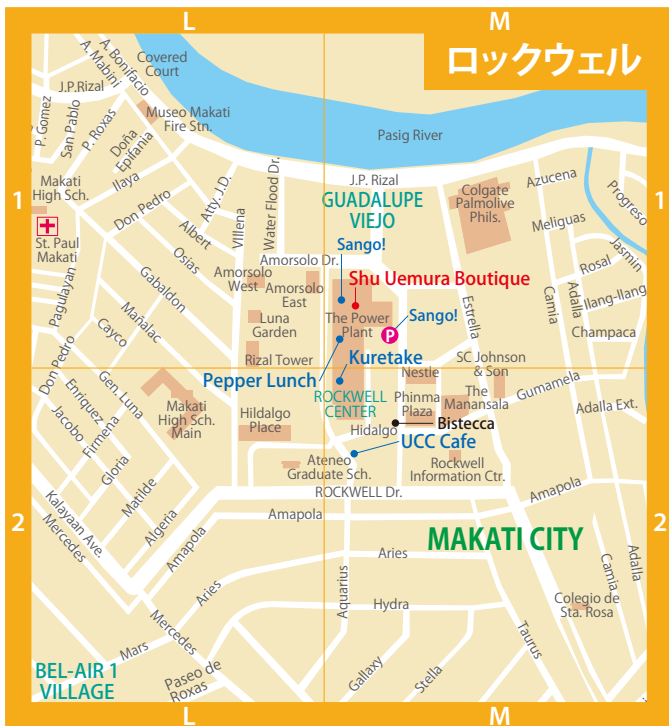 L
M
ロックウェル
Covered
Court
A. Bonifacio
A. Mabini
J.P.Rizal
P. Gomez
San Pablo
P. Roxas
Doña
Epifania
Museo Makati
Fire Stn.
Pasig River
J.P. Rizal
1
1
Makati
High Sch.
Ilaya
Don Pedro
Albert
Osias
Atty. J.D.
Villena
Water Flood Dr.
GUADALUPE
VIEJO
Colgate
Palmolive
Phils.
Azucena
Meliguas
Progreso
Jasmin
Rosal
Ilang-Ilang
Camia
Adalla
Champaca
St. Paul
Makati
Pagulayan
Gabaldon
Mañalac
Cayco
Don Pedro
Sango!
Amorsolo Dr.
Amorsolo
West
Amorsolo
East
Shu Uemura Boutique
Luna
Garden
The Power
Plant
P
Sango!
Estrella
Rizal Tower
Kuretake
Pepper Lunch
Nestle
SC Johnson
& Son
Gumamela
Adalla Ext.
ROCKWELL
CENTER
Phinma
Plaza
The
Manansala
Gen. Luna
Enriquez
Firmena
Jacobo
Makati
High Sch.
Main
Hildalgo
Place
Hidalgo
Bistecca
UCC Cafe
Gloria
Matilde
Algeria
Kalayaan Ave.
Mercedes
Ateneo
Graduate Sch.
Rockwell
Information Ctr.
ROCKWELL Dr.
Amapola
Amapola
Amapola
2
2
MAKATI CITY
Aries
Aries
Aquarius
Hydra
Camia
Adalla
Colegio de
Sta. Rosa
Mercedes
Mars
Taurus
Gallaxy
Stella
Paseo de
Roxas
BEL-AIR 1
VILLAGE
L
M